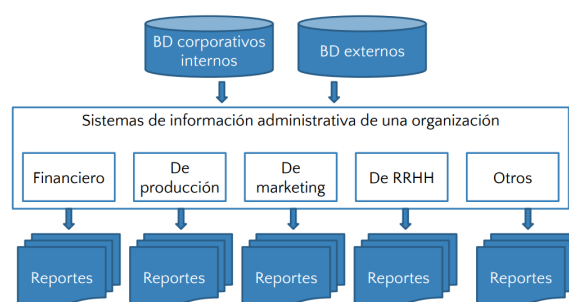 BD corporativos
internos
BD externos
Sistemas de información administrativa de una organización
Financiero
De
producción
De
marketing
De RRHH
Otros
Reportes
Reportes
Reportes
Reportes
Reportes